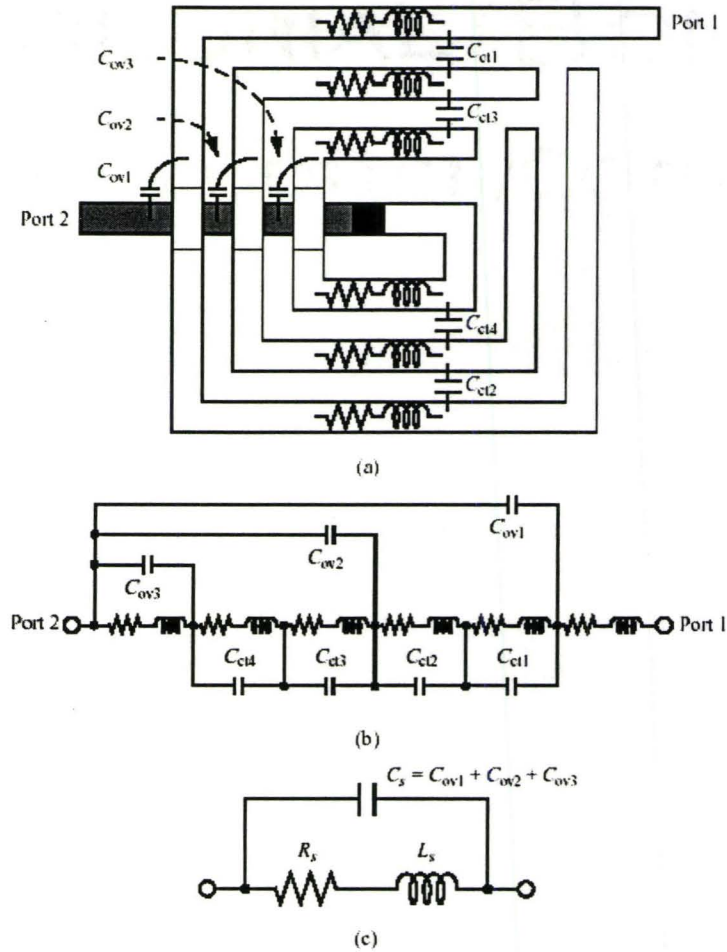 Port 1
C_ct1
C_ov3
C_ct3
C_ov2
C_ov1
Port 2
C_ct4
C_ct2
(a)
C_ov1
C_ov2
C_ov3
Port 2
Port 1
C_ct4
C_ct3
C_ct2
C_ct1
(b)
C_s = C_ov1 + C_ov2 + C_ov3
R_s
L_s
(c)